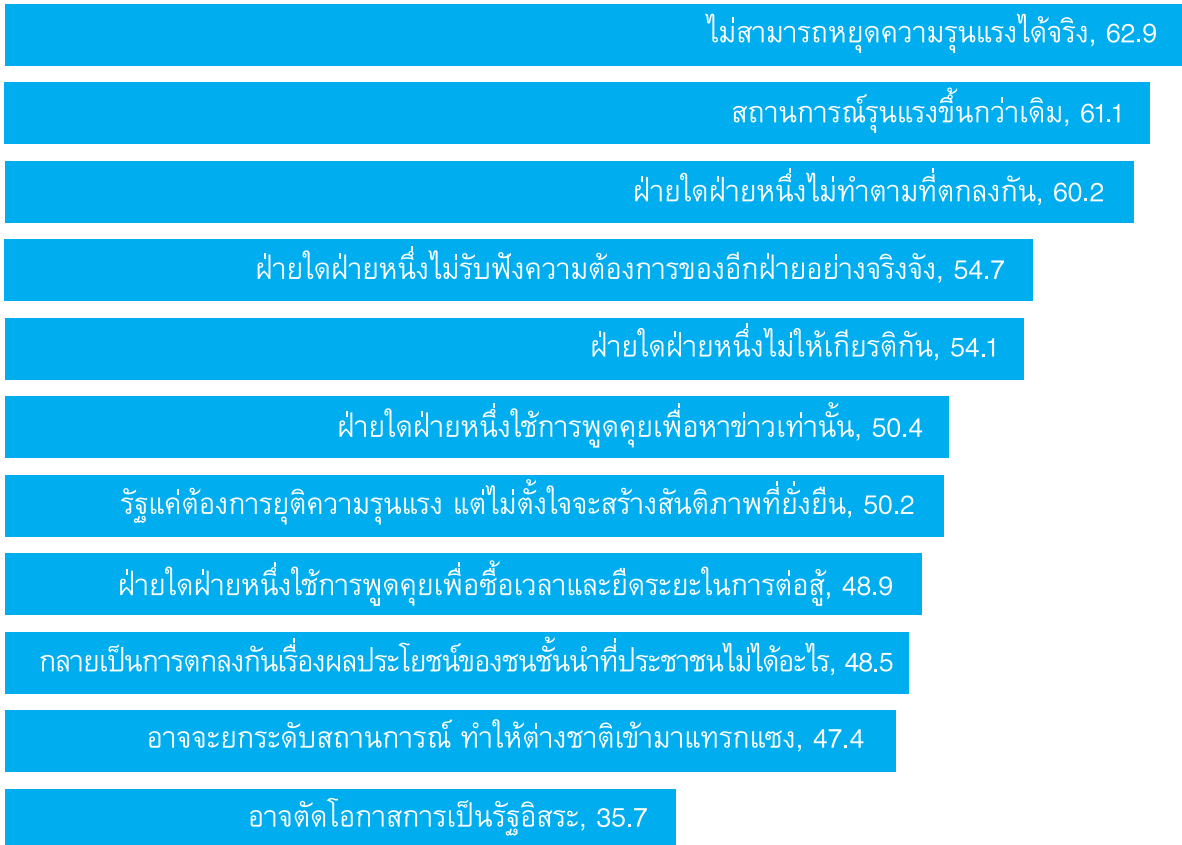 ไม่สามารถหยุดความรุนแรงได้จริง, 62.9
สถานการณ์รุนแรงขึ้นกว่าเดิม, 61.1
ฝ่ายใดฝ่ายหนึ่งไม่ทำตามที่ตกลงกัน, 60.2
ฝ่ายใดฝ่ายหนึ่งไม่รับฟังความต้องการของอีกฝ่ายอย่างจริงจัง, 54.7
ฝ่ายใดฝ่ายหนึ่งไม่ให้เกียรติกัน, 54.1
ฝ่ายใดฝ่ายหนึ่งใช้การพูดคุยเพื่อหาข่าวเท่านั้น, 50.4
รัฐแค่ต้องการยุติความรุนแรง แต่ไม่ตั้งใจจะสร้างสันติภาพที่ยั่งยืน, 50.2
ฝ่ายใดฝ่ายหนึ่งใช้การพูดคุยเพื่อซื้อเวลาและยืดระยะในการต่อสู้, 48.9
กลายเป็นการตกลงกันเรื่องผลประโยชน์ของชนชั้นนำที่ประชาชนไม่ได้อะไร, 48.5
อาจจะยกระดับสถานการณ์ ทำให้ต่างชาติเข้ามาแทรกแซง, 47.4
อาจตัดโอกาสการเป็นรัฐอิสระ, 35.7